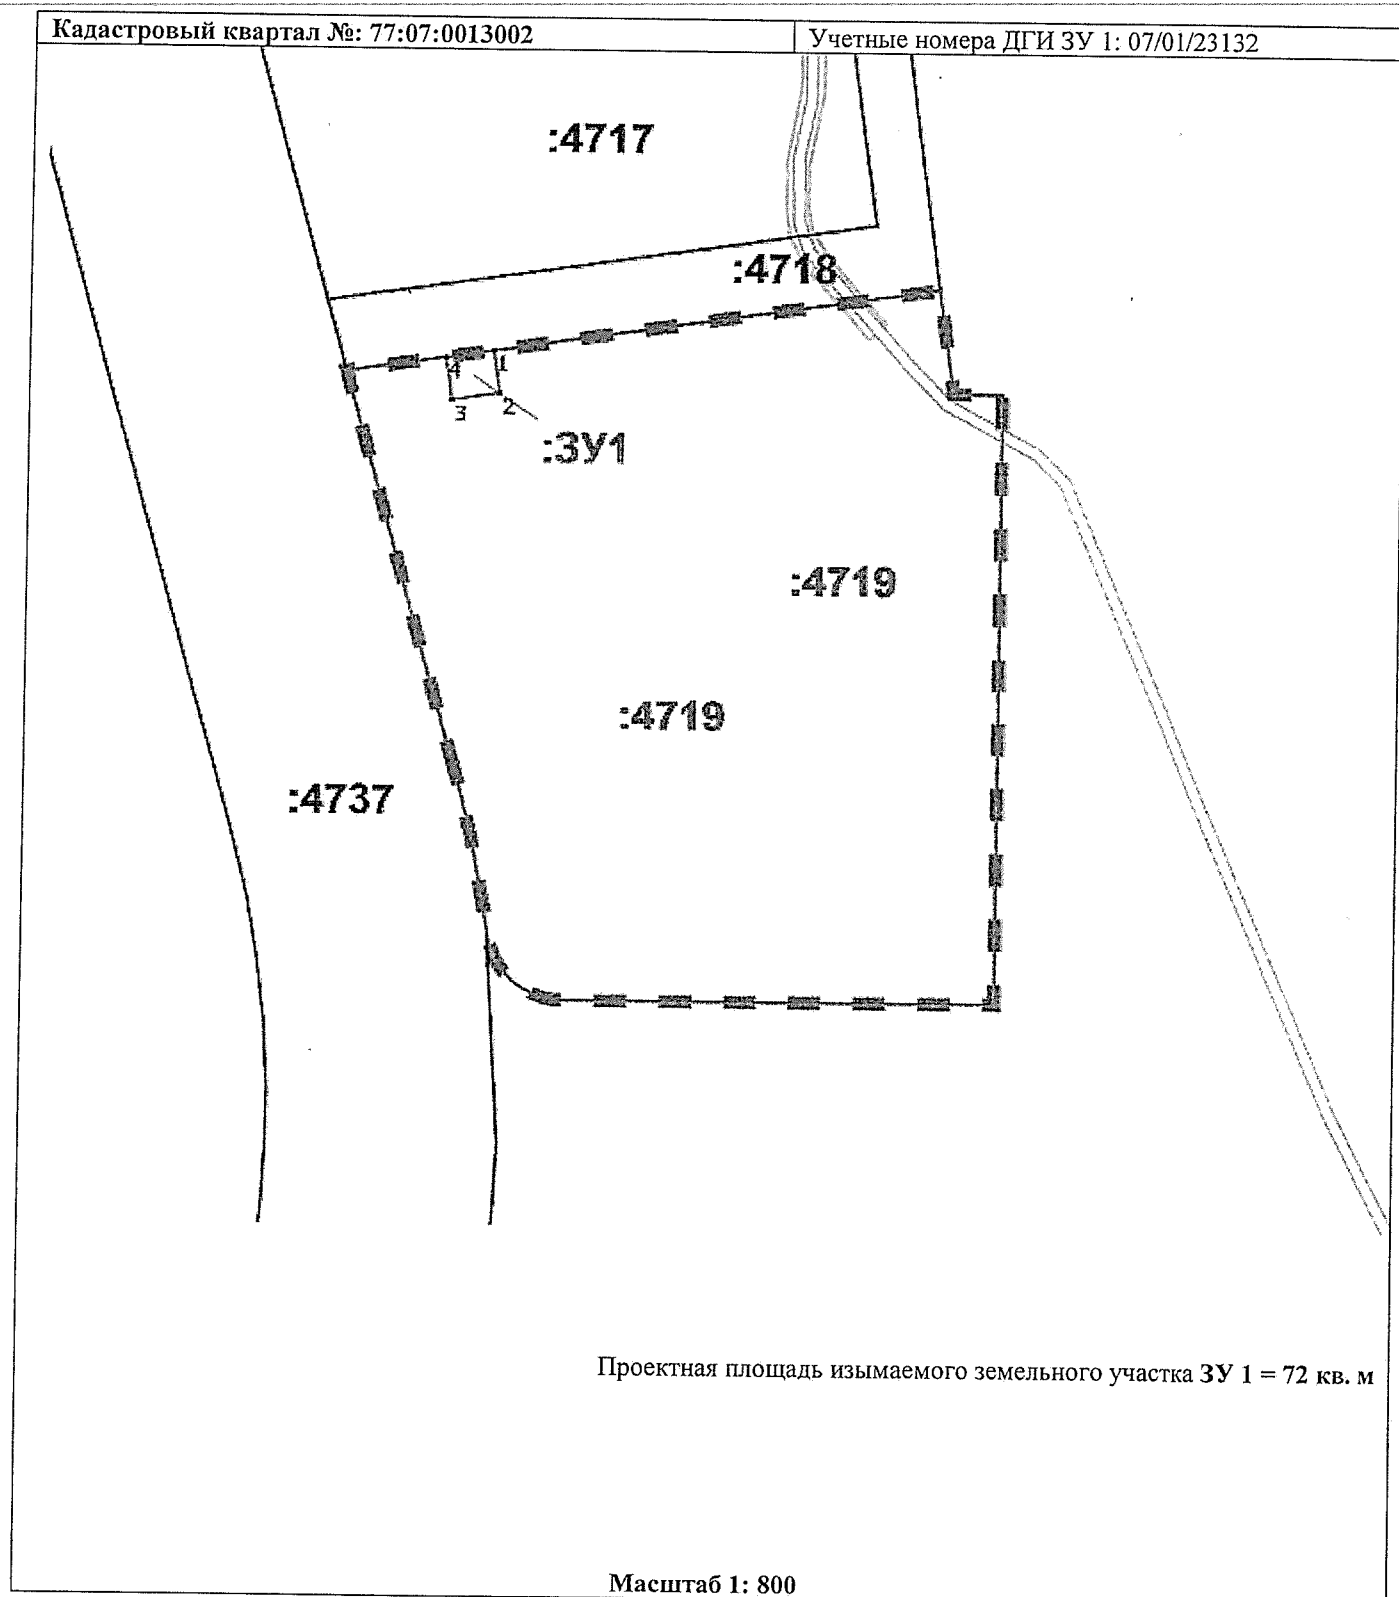 Кадастровый квартал №: 77:07:0013002
Учетные номера ДГИ ЗУ 1: 07/01/23132
:4717
:4718
4
1
3
2
:ЗУ1
:4719
:4719
:4737
Проектная площадь изымаемого земельного участка ЗУ 1 = 72 кв. м
Масштаб 1: 800